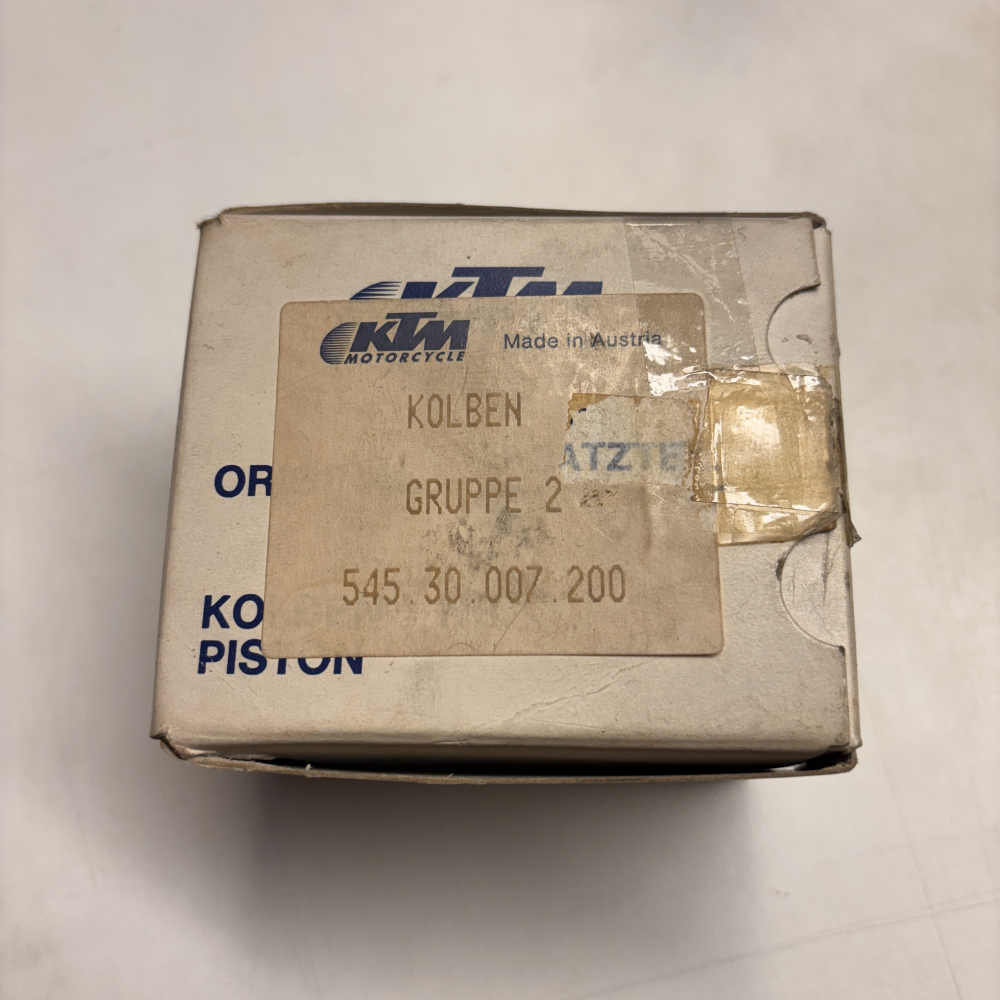 KTM
KTM
MOTORCYCLE
Made in Austria
KOLBEN
OR
ATZTE
GRUPPE 2
545.30.007.200
KO
PISTON